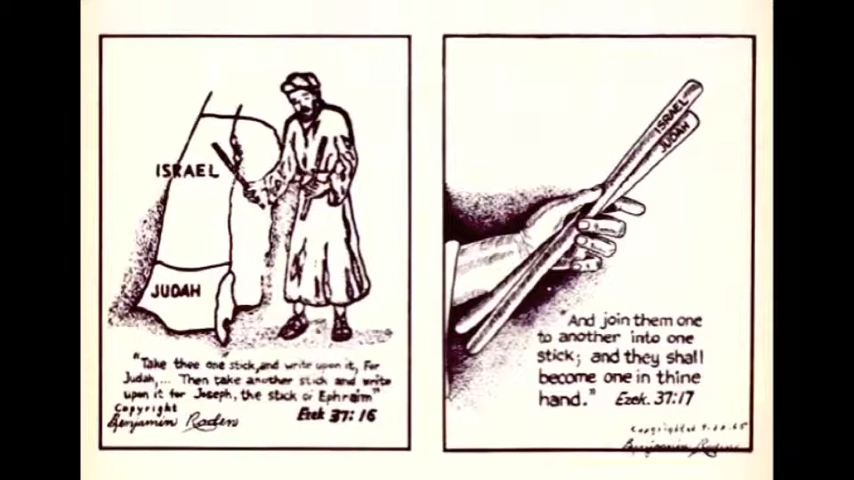 ISRAEL
JUDAH
"Take thee one stick, and write upon it, For
Judah,... Then take another stick and write
upon it for Joseph, the stick of Ephraim"
Copyright
Benjamin Roden
Ezek 37:16
ISRAEL
JUDAH
"And join them one
to another into one
stick; and they shall
become one in thine
hand." Ezek. 37:17
Benjamin Roden